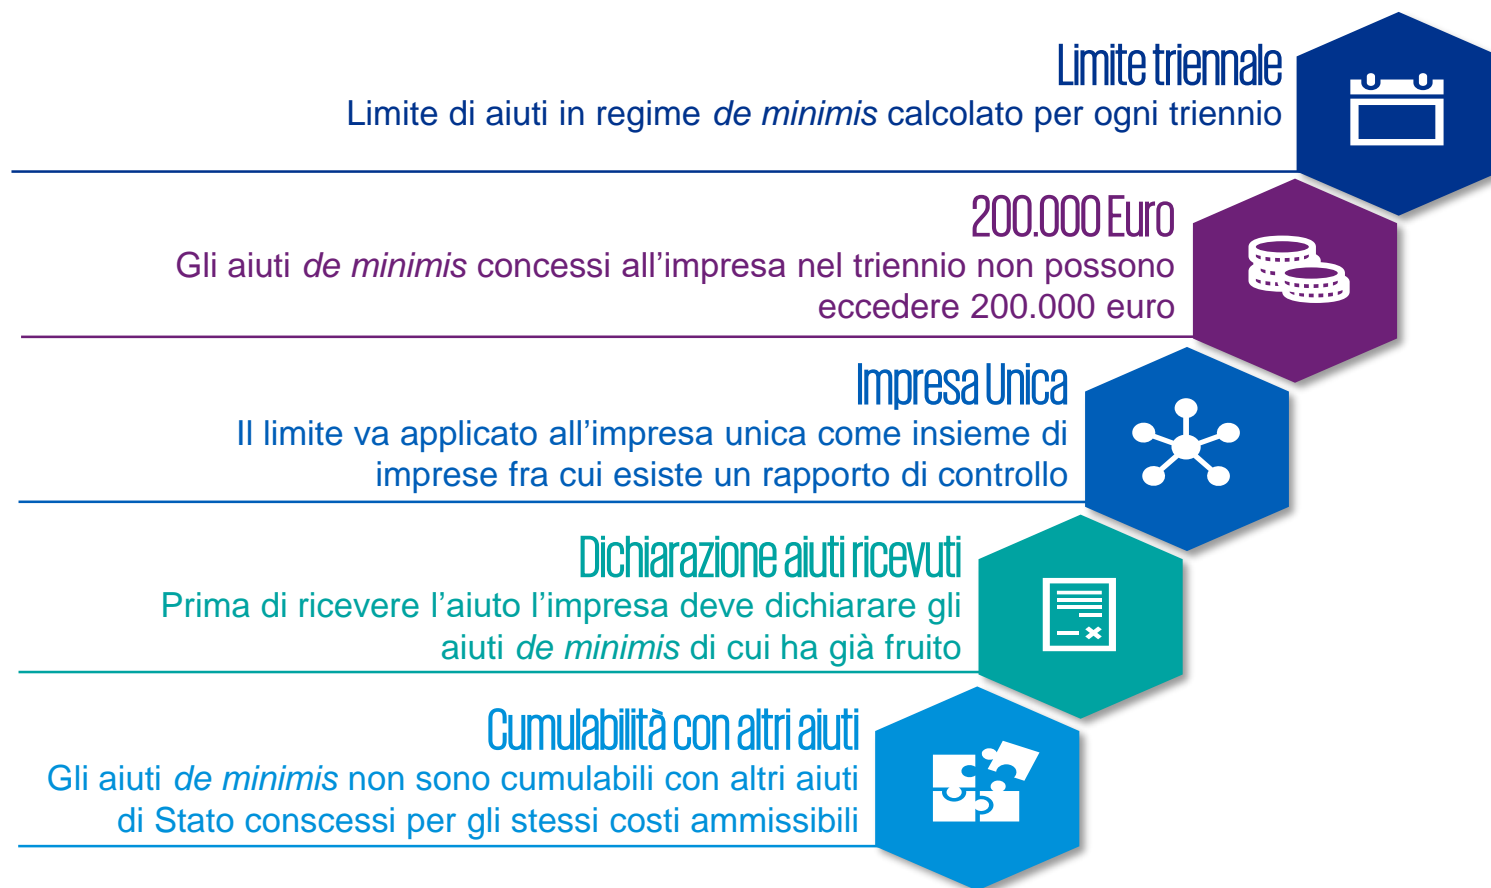 Limite triennale
Limite di aiuti in regime de minimis calcolato per ogni triennio
200.000 Euro
Gli aiuti de minimis concessi all’impresa nel triennio non possono
eccedere 200.000 euro
Impresa Unica
Il limite va applicato all’impresa unica come insieme di
imprese fra cui esiste un rapporto di controllo
Dichiarazione aiuti ricevuti
Prima di ricevere l’aiuto l’impresa deve dichiarare gli
aiuti de minimis di cui ha già fruito
Cumulabilità con altri aiuti
Gli aiuti de minimis non sono cumulabili con altri aiuti
di Stato conscessi per gli stessi costi ammissibili